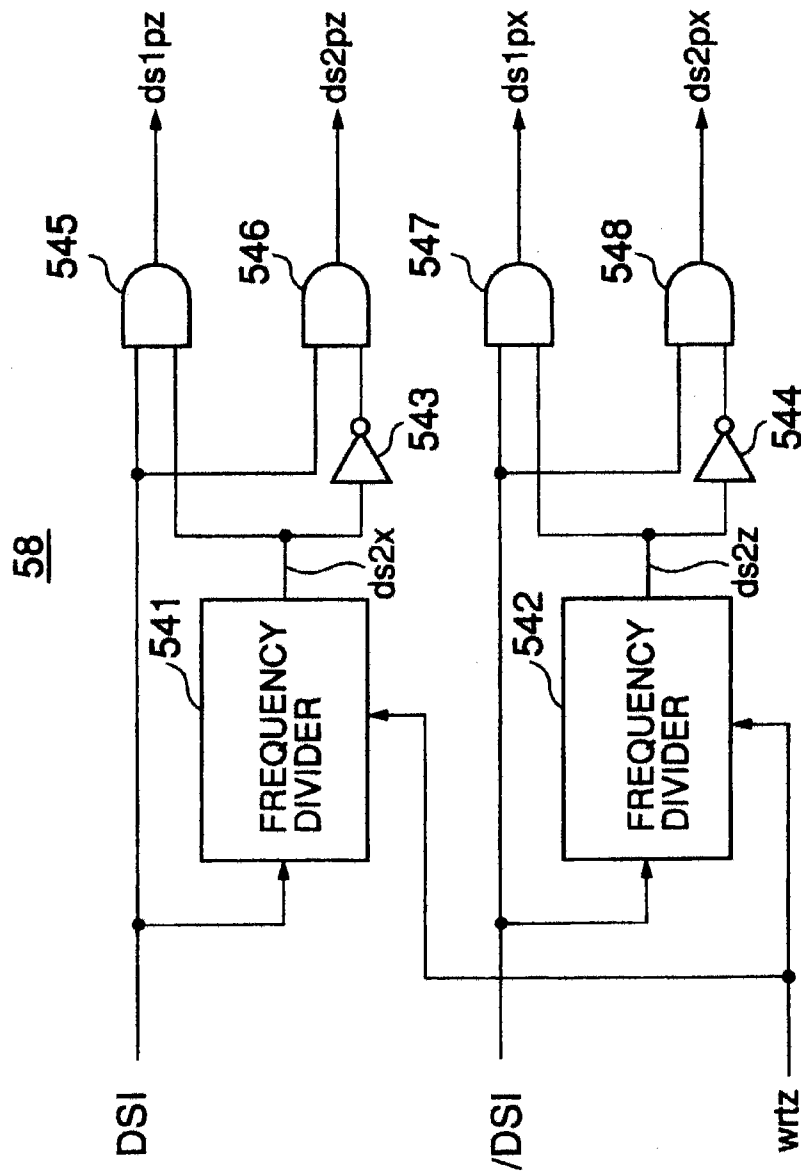 58
545
ds1pz
546
ds2pz
543
541
FREQUENCY
DIVIDER
ds2x
DSI
547
ds1px
548
ds2px
544
542
FREQUENCY
DIVIDER
ds2z
/DSI
wrtz